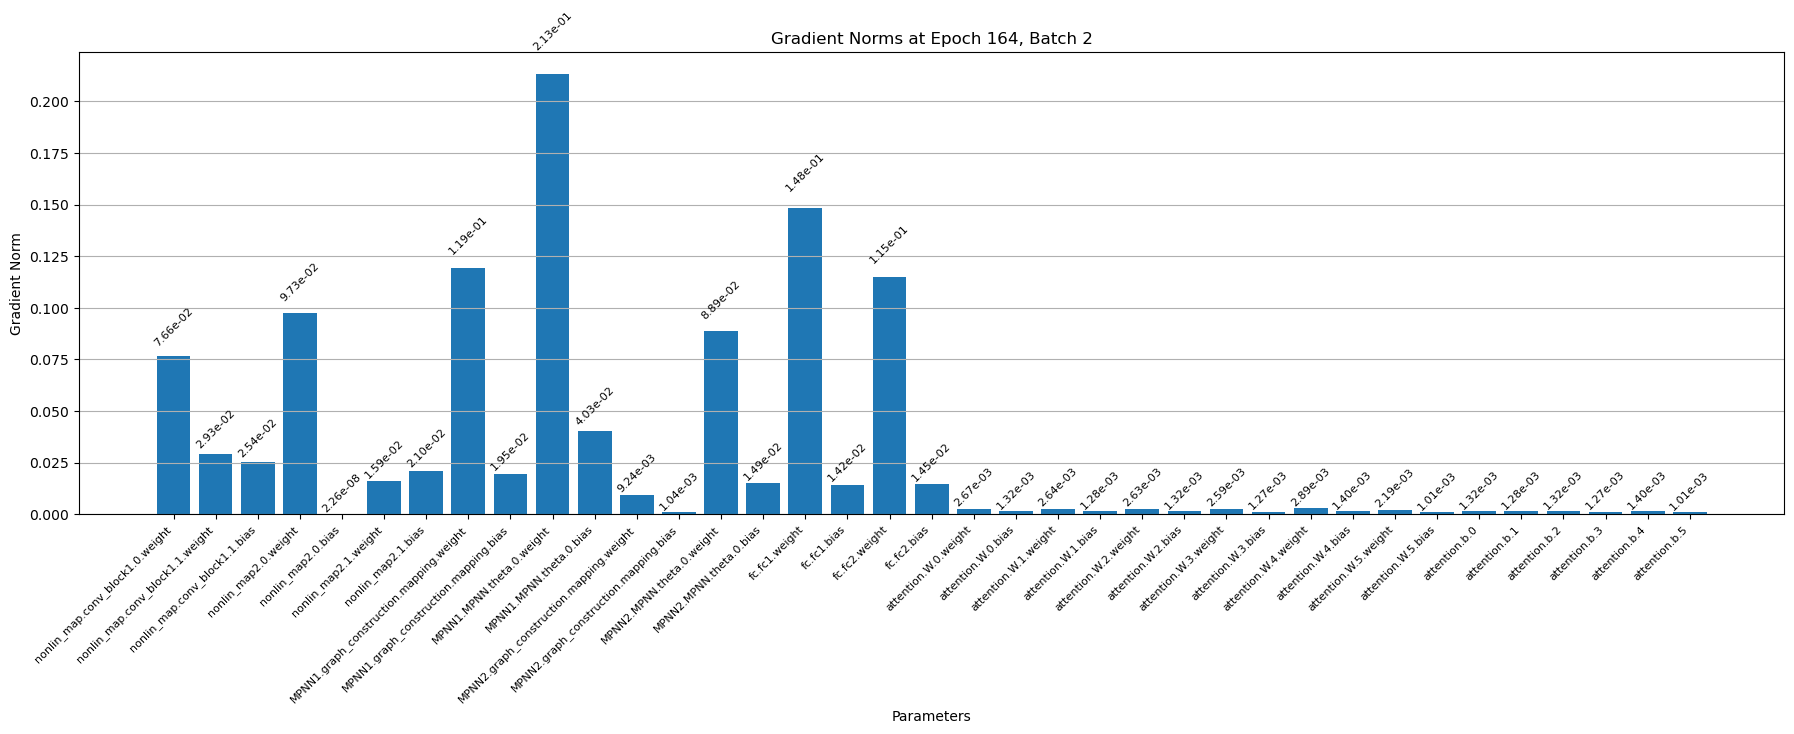 Gradient Norms at Epoch 164, Batch 2
Gradient Norm
0.200
0.175
0.150
0.125
0.100
0.075
0.050
0.025
0.000
7.66e-02
2.93e-02
2.54e-02
9.73e-02
2.26e-08
1.59e-02
2.10e-02
1.19e-01
1.95e-02
2.13e-01
4.03e-02
9.24e-03
1.04e-03
8.89e-02
1.49e-02
1.48e-01
1.42e-02
1.15e-01
1.45e-02
2.67e-03
1.32e-03
2.64e-03
1.28e-03
2.63e-03
1.32e-03
2.59e-03
1.27e-03
2.89e-03
1.40e-03
2.19e-03
1.01e-03
1.32e-03
1.28e-03
1.32e-03
1.27e-03
1.40e-03
1.01e-03
nonlin_map.conv_block1.0.weight
nonlin_map.conv_block1.1.weight
nonlin_map.conv_block1.1.bias
nonlin_map2.0.weight
nonlin_map2.0.bias
nonlin_map2.1.weight
nonlin_map2.1.bias
MPNN1.graph_construction.mapping.weight
MPNN1.graph_construction.mapping.bias
MPNN1.MPNN.theta.0.weight
MPNN1.MPNN.theta.0.bias
MPNN2.graph_construction.mapping.weight
MPNN2.graph_construction.mapping.bias
MPNN2.MPNN.theta.0.weight
MPNN2.MPNN.theta.0.bias
fc.fc1.weight
fc.fc1.bias
fc.fc2.weight
fc.fc2.bias
attention.W.0.weight
attention.W.0.bias
attention.W.1.weight
attention.W.1.bias
attention.W.2.weight
attention.W.2.bias
attention.W.3.weight
attention.W.3.bias
attention.W.4.weight
attention.W.4.bias
attention.W.5.weight
attention.W.5.bias
attention.b.0
attention.b.1
attention.b.2
attention.b.3
attention.b.4
attention.b.5
Parameters